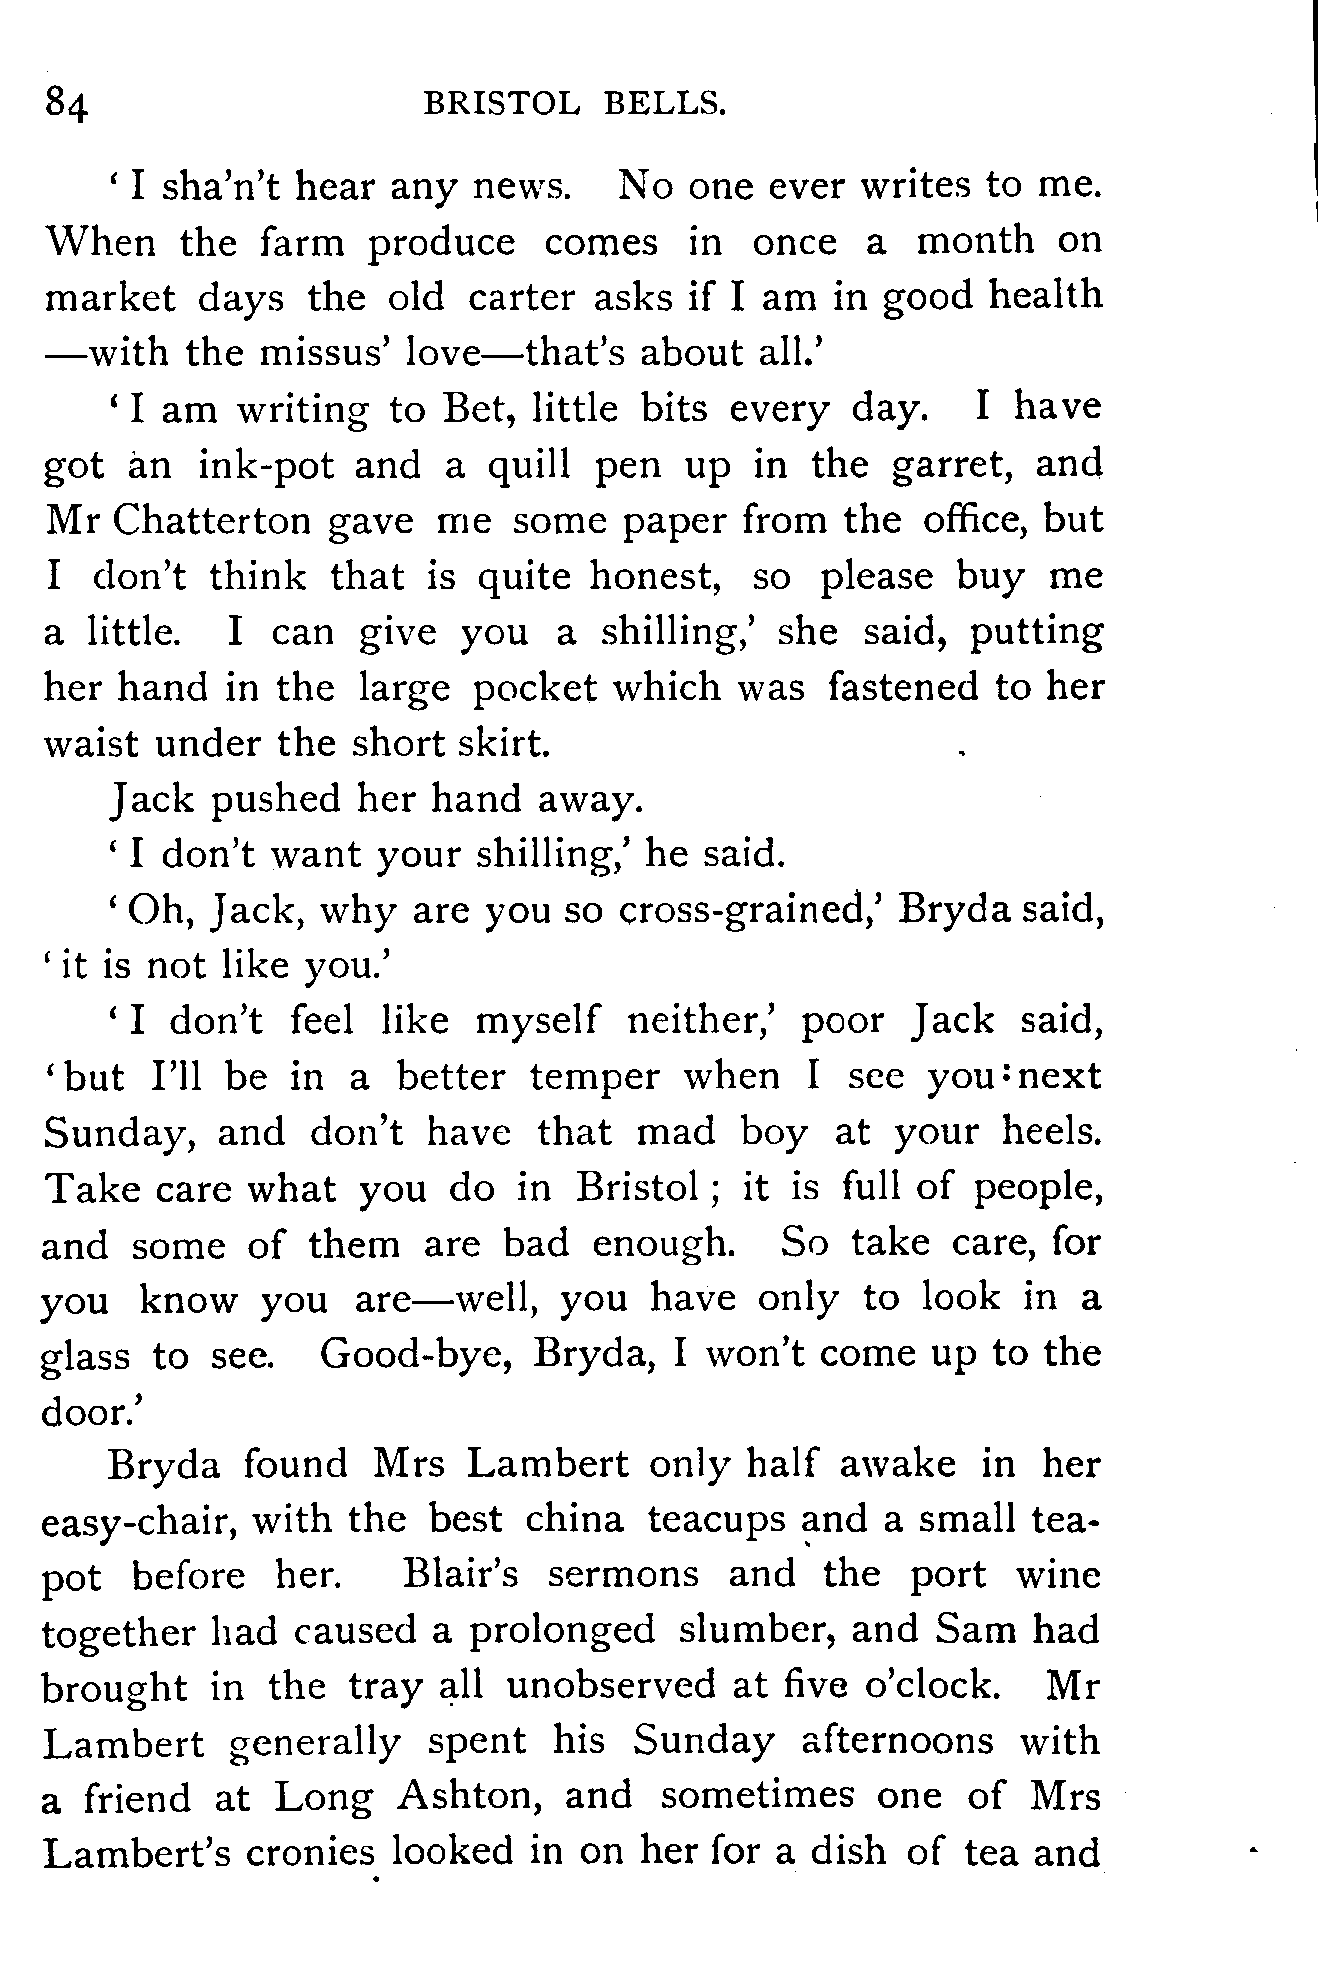 84 BRISTOL BELLS.
‘I sha’n’t hear any news. No one ever writes to me.
When the farm produce comes in once a month on
market days the old carter asks if I am in good health
—with the missus’ love—that’s about all.’
‘I am writing to Bet, little bits every day. I have
got an ink-pot and a quill pen up in the garret, and
Mr Chatterton gave me some paper from the office, but
I don’t think that is quite honest, so please buy me
a little. I can give you a shilling,’ she said, putting
her hand in the large pocket which was fastened to her
waist under the short skirt.
Jack pushed her hand away.
‘I don’t want your shilling,’ he said.
‘Oh, Jack, why are you so cross-grained,’ Bryda said,
‘it is not like you.’
‘I don’t feel like myself neither,’ poor Jack said,
‘but I’ll be in a better temper when I see you next
Sunday, and don’t have that mad boy at your heels.
Take care what you do in Bristol; it is full of people,
and some of them are bad enough. So take care, for
you know you are—well, you have only to look in a
glass to see. Good-bye, Bryda, I won’t come up to the
door.’
Bryda found Mrs Lambert only half awake in her
easy-chair, with the best china teacups and a small tea-
pot before her. Blair’s sermons and the port wine
together had caused a prolonged slumber, and Sam had
brought in the tray all unobserved at five o’clock. Mr
Lambert generally spent his Sunday afternoons with
a friend at Long Ashton, and sometimes one of Mrs
Lambert’s cronies looked in on her for a dish of tea and